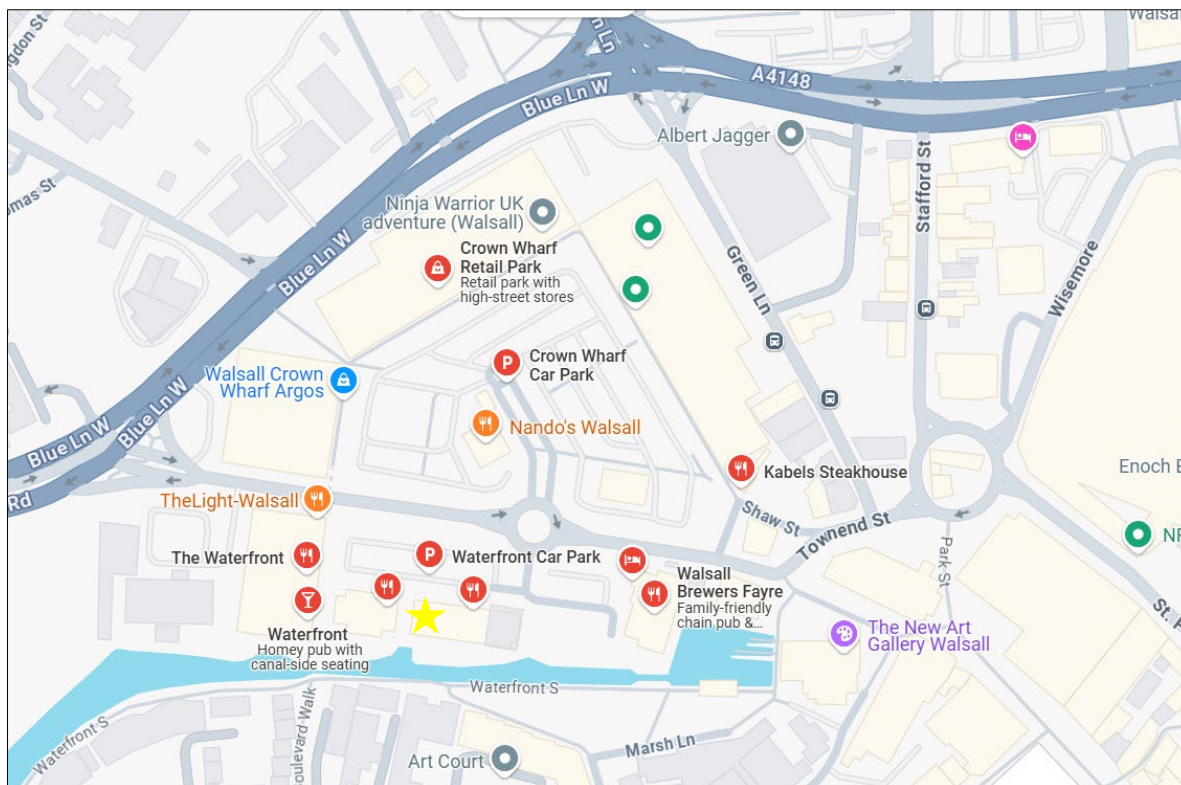 A4148
Blue Ln W
Albert Jagger
Stafford St
Ninja Warrior UK
adventure (Walsall)
Crown Wharf
Retail Park
Retail park with
high-street stores
Blue Ln W
Green Ln
Wisemore
Crown Wharf
Car Park
Walsall Crown
Wharf Argos
Blue Ln W
Blue Ln W
Nando's Walsall
Kabels Steakhouse
Enoch
Rd
TheLight-Walsall
Shaw St
Townend St
Park St
The Waterfront
Waterfront Car Park
Walsall
Brewers Fayre
Family-friendly
chain pub &...
Waterfront
Homey pub with
canal-side seating
The New Art
Gallery Walsall
Waterfront S
Waterfront S
Marsh Ln
Art Court